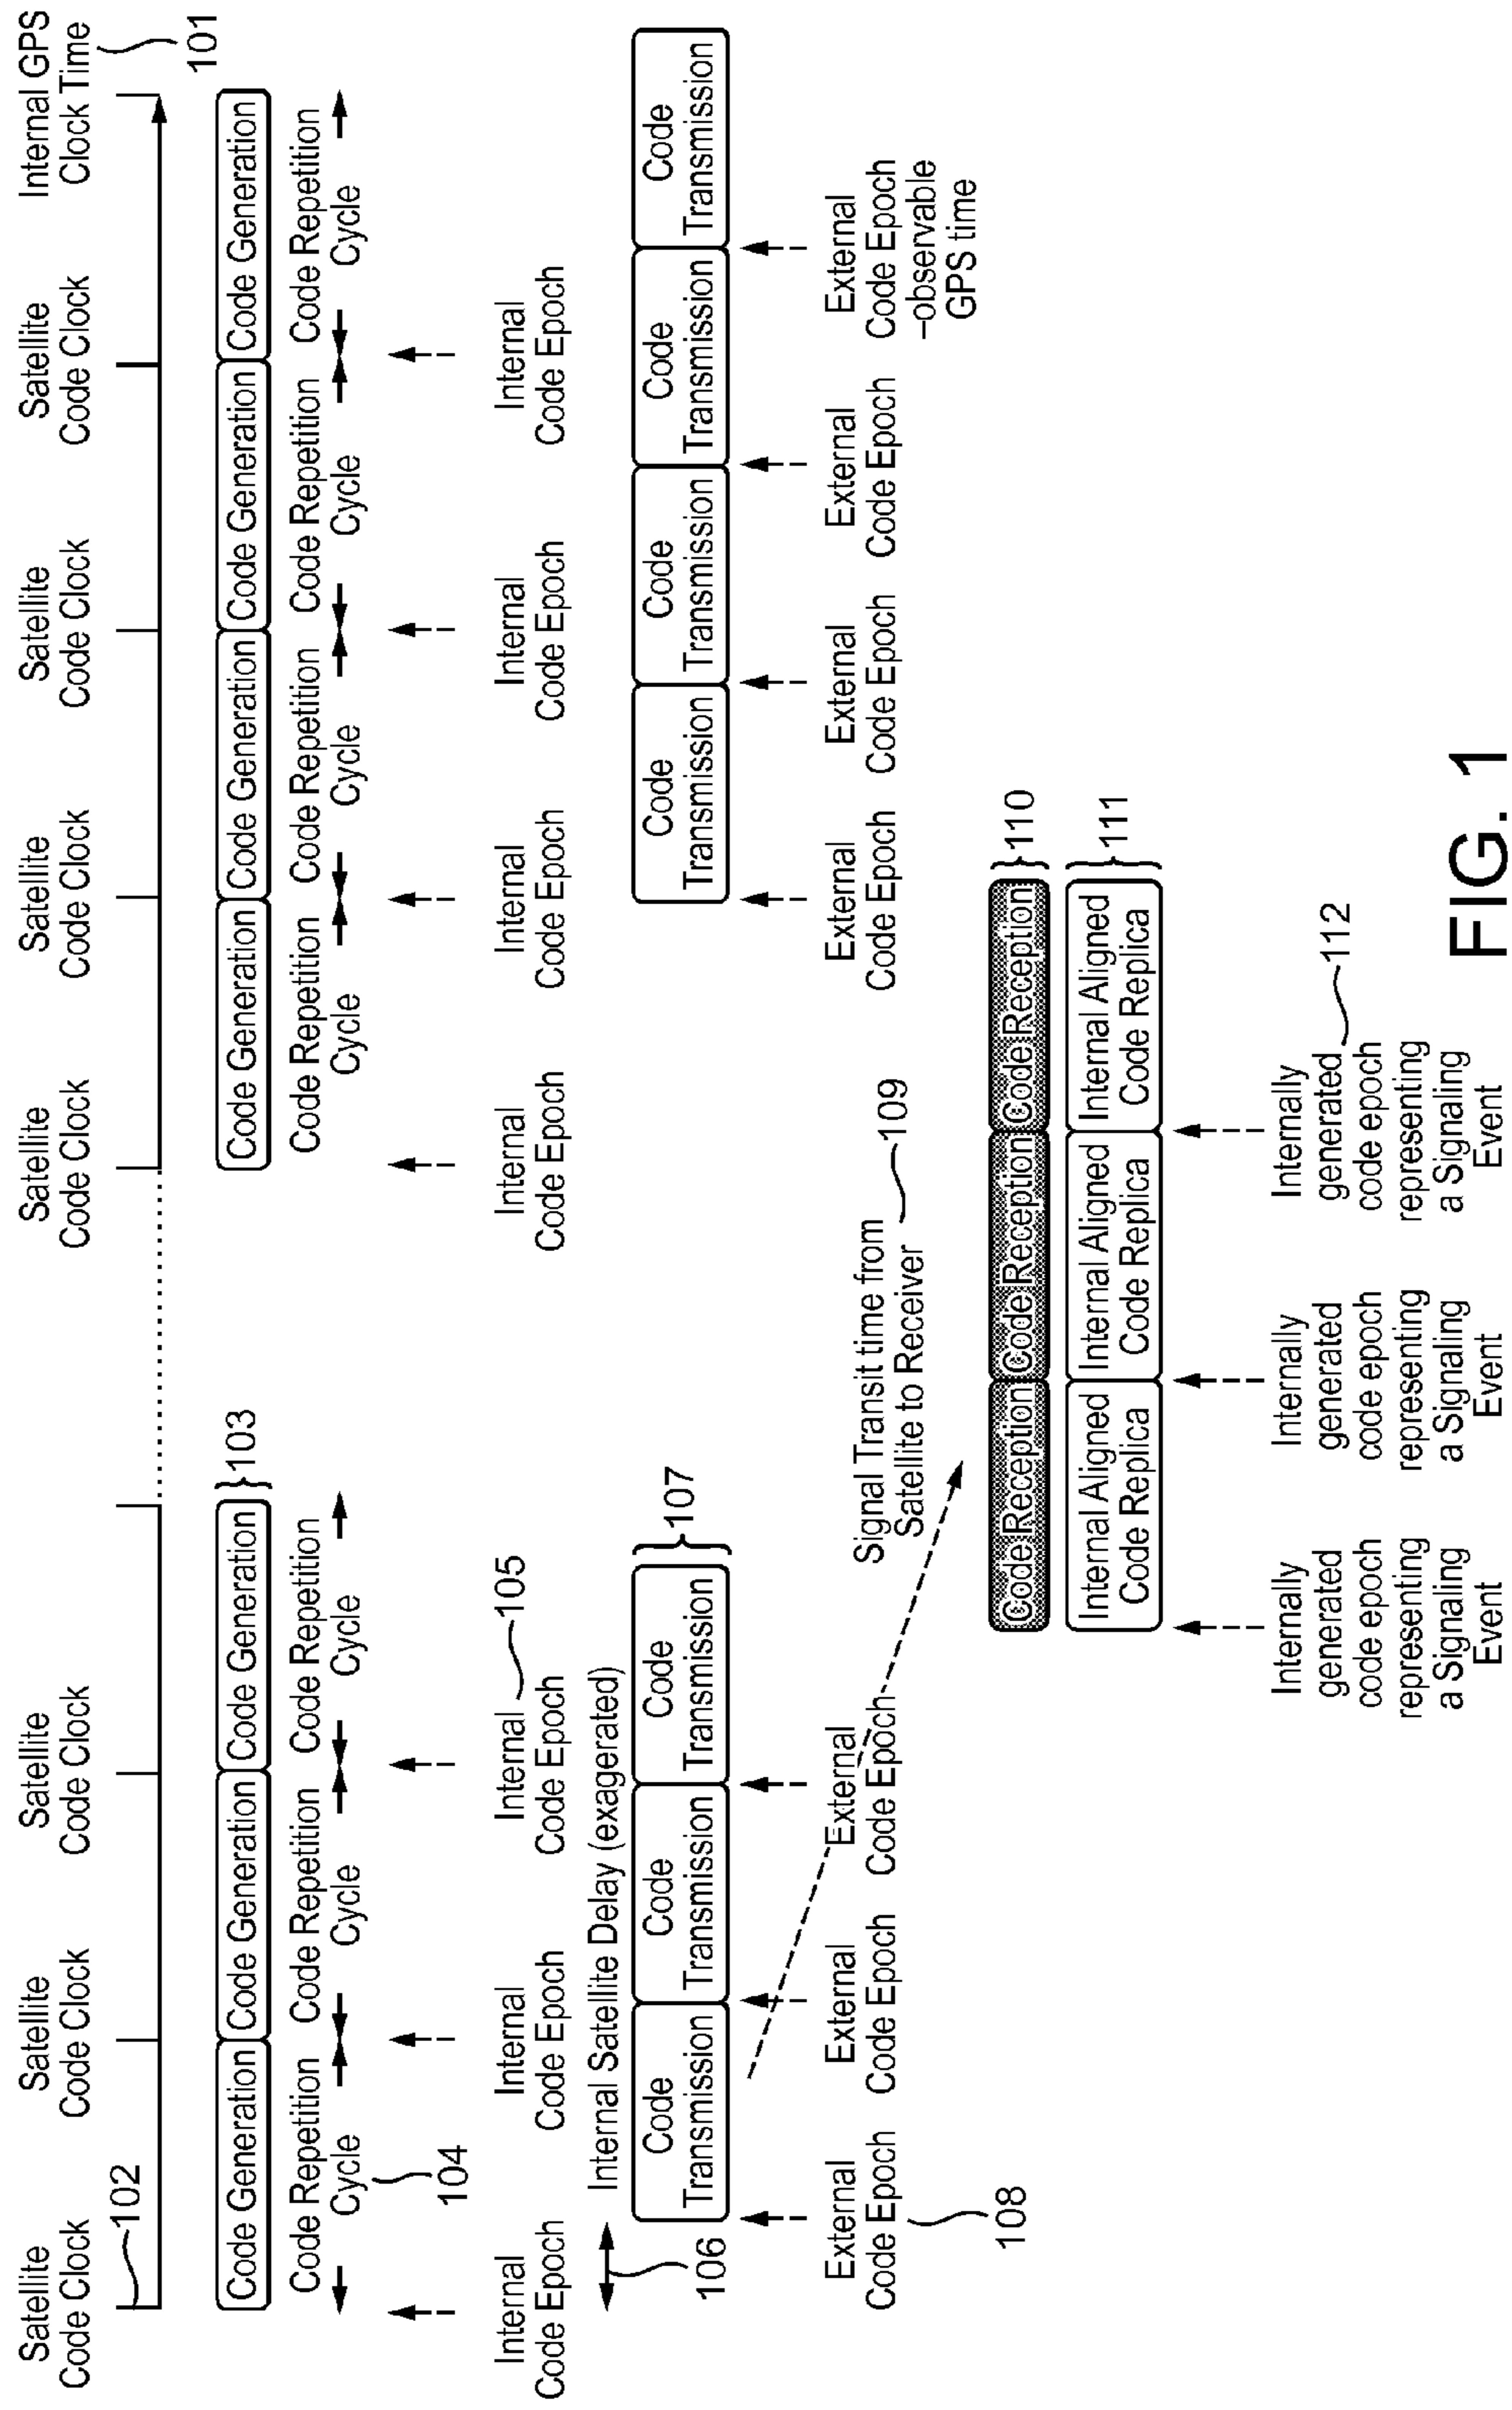 Satellite
Code Clock
Satellite
Code Clock
Satellite
Code Clock
Satellite
Code Clock
Satellite
Code Clock
Satellite
Code Clock
Satellite
Code Clock
Internal GPS
Clock Time
102
101
Code Generation
Code Generation
Code Generation
103
Code Generation
Code Generation
Code Generation
Code Generation
Code Repetition
Cycle
104
Code Repetition
Cycle
Code Repetition
Cycle
Code Repetition
Cycle
Code Repetition
Cycle
Code Repetition
Cycle
Code Repetition
Cycle
Internal
Code Epoch
Internal
Code Epoch
Internal
Code Epoch
105
Internal
Code Epoch
Internal
Code Epoch
Internal
Code Epoch
Internal
Code Epoch
Internal Satellite Delay (exagerated)
106
Code
Transmission
Code
Transmission
Code
Transmission
107
Code
Transmission
Code
Transmission
Code
Transmission
Code
Transmission
External
Code Epoch
108
External
Code Epoch
External
Code Epoch
Signal Transit time from
Satellite to Receiver
109
External
Code Epoch
External
Code Epoch
External
Code Epoch
External
Code Epoch
–observable
GPS time
Code Reception
Code Reception
Code Reception
110
Internal Aligned
Code Replica
Internal Aligned
Code Replica
Internal Aligned
Code Replica
111
Internally
generated
code epoch
representing
a Signaling
Event
Internally
generated
code epoch
representing
a Signaling
Event
Internally
generated
code epoch
representing
a Signaling
Event
112
FIG. 1